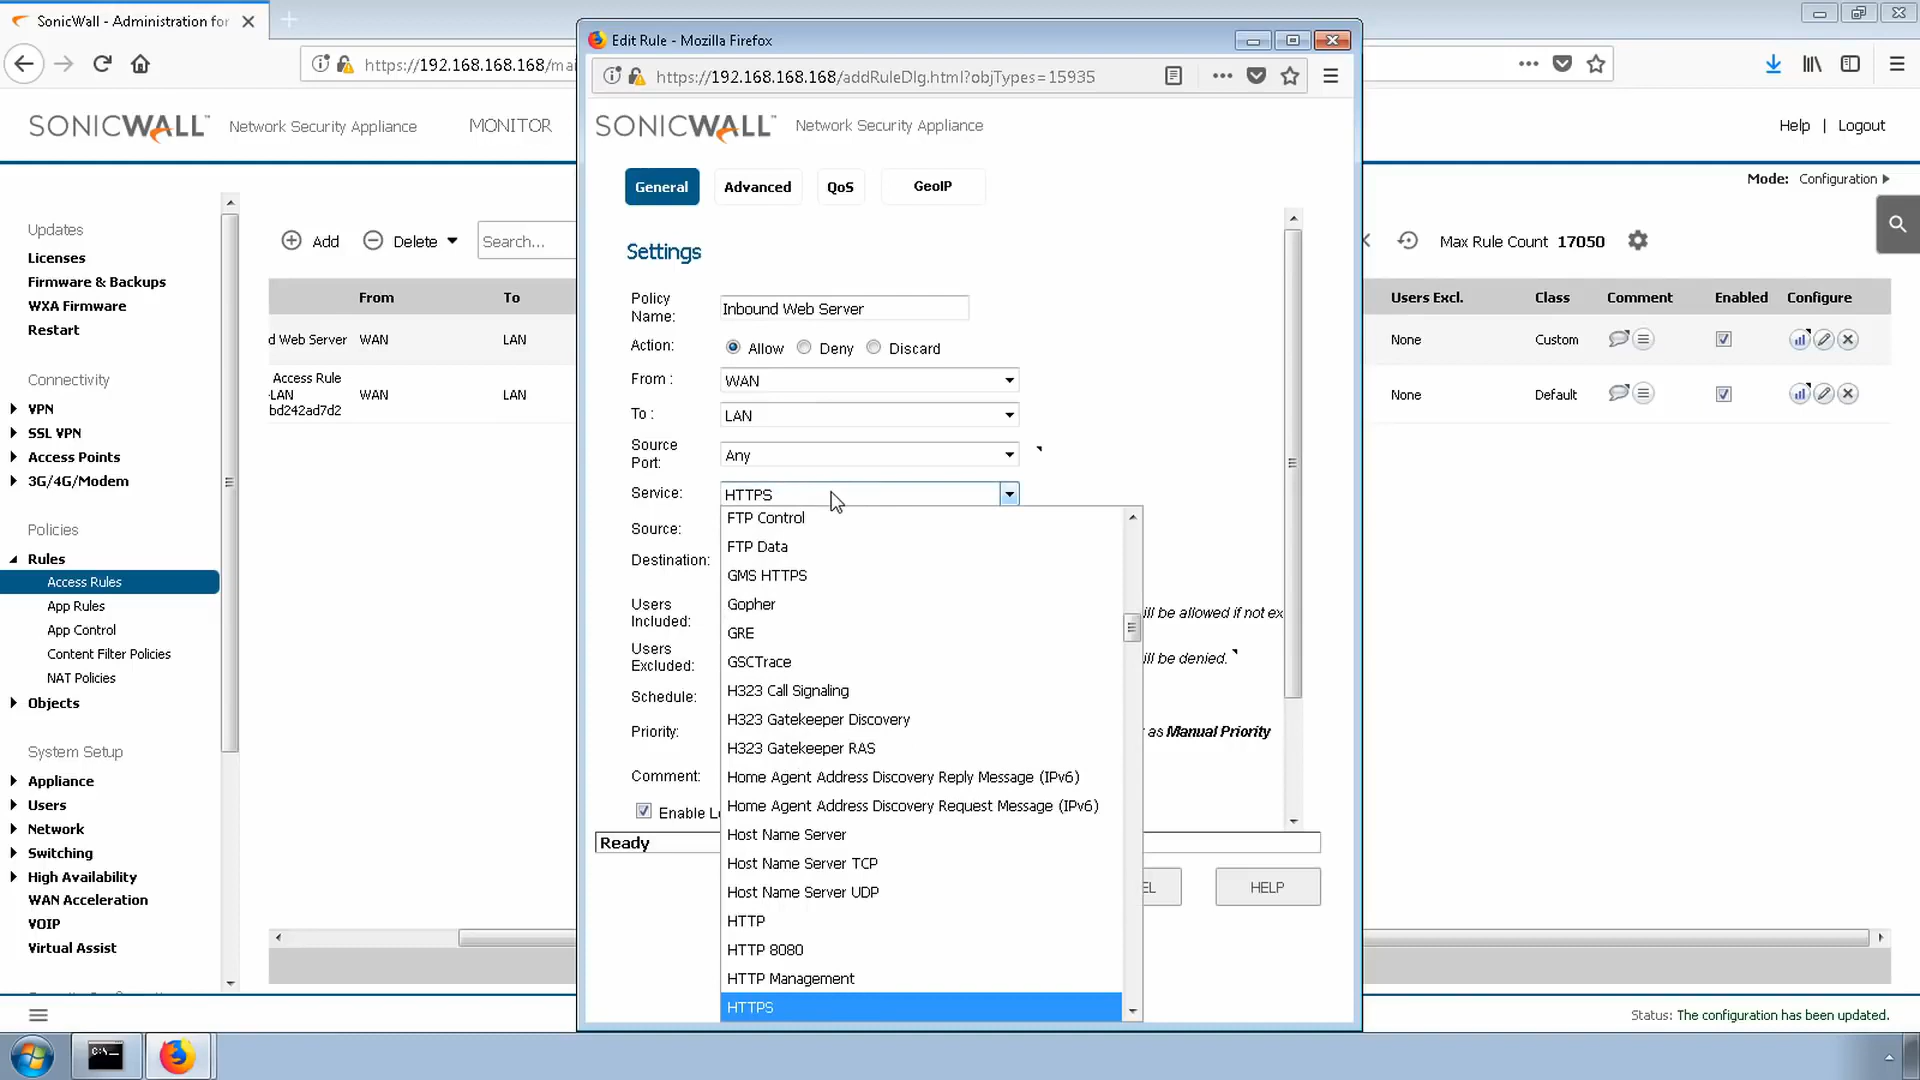 SonicWall - Administration for
Edit Rule - Mozilla Firefox
https://192.168.168.168/mai
https://192.168.168.168/addRuleDlg.html?objTypes=15935
SONICWALL Network Security Appliance MONITOR
SONICWALL Network Security Appliance
Help | Logout
Mode: Configuration
General Advanced QoS GeoIP
Updates
Licenses
Firmware & Backups
WXA Firmware
Restart
Connectivity
VPN
SSL VPN
Access Points
3G/4G/Modem
Policies
Rules
Access Rules
App Rules
App Control
Content Filter Policies
NAT Policies
Objects
System Setup
Appliance
Users
Network
Switching
High Availability
WAN Acceleration
VOIP
Virtual Assist
Add Delete Search...
Max Rule Count 17050
From To
Users Excl. Class Comment Enabled Configure
d Web Server WAN LAN
None Custom
Access Rule
-LAN WAN LAN
bd242ad7d2
None Default
Settings
Policy Name: Inbound Web Server
Action: Allow Deny Discard
From : WAN
To : LAN
Source Port: Any
Service: HTTPS
Source:
Destination:
Users Included:
ill be allowed if not ex
Users Excluded:
ill be denied.
Schedule:
Priority:
as Manual Priority
Comment:
Enable L
Ready
FTP Control
FTP Data
GMS HTTPS
Gopher
GRE
GSCTrace
H323 Call Signaling
H323 Gatekeeper Discovery
H323 Gatekeeper RAS
Home Agent Address Discovery Reply Message (IPv6)
Home Agent Address Discovery Request Message (IPv6)
Host Name Server
Host Name Server TCP
Host Name Server UDP
HTTP
HTTP 8080
HTTP Management
HTTPS
EL HELP
Status: The configuration has been updated.
C:\_